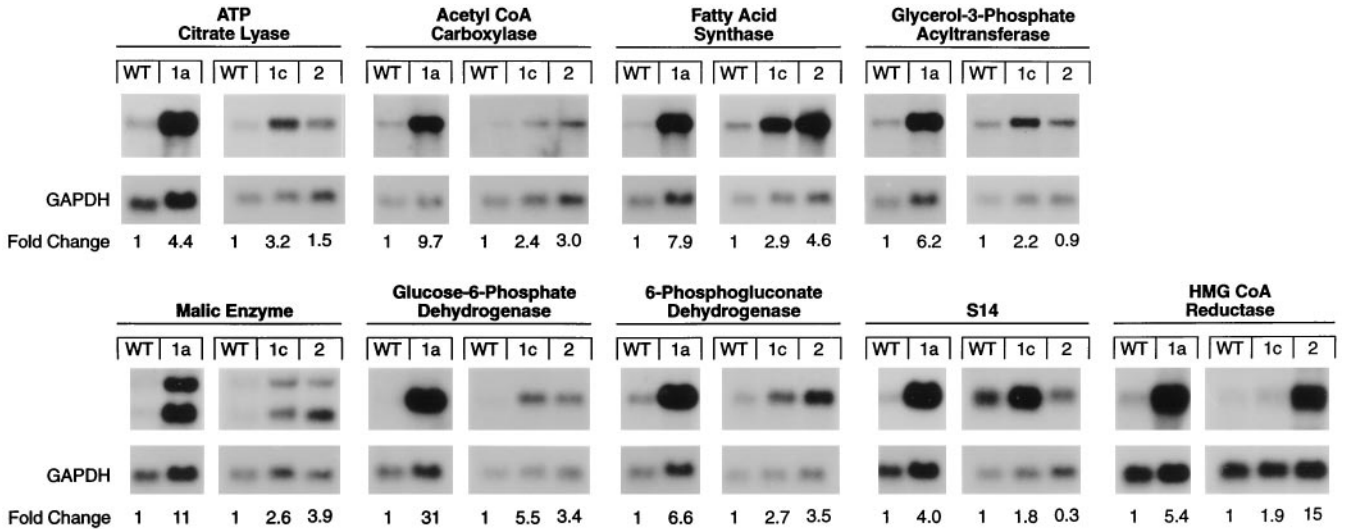 ATP Citrate Lyase
Acetyl CoA Carboxylase
Fatty Acid Synthase
Glycerol-3-Phosphate Acyltransferase
WT 1a WT 1c 2 WT 1a WT 1c 2 WT 1a WT 1c 2 WT 1a WT 1c 2
GAPDH
Fold Change 1 4.4 1 3.2 1.5 1 9.7 1 2.4 3.0 1 7.9 1 2.9 4.6 1 6.2 1 2.2 0.9
Malic Enzyme
Glucose-6-Phosphate Dehydrogenase
6-Phosphogluconate Dehydrogenase
S14
HMG CoA Reductase
WT 1a WT 1c 2 WT 1a WT 1c 2 WT 1a WT 1c 2 WT 1a WT 1c 2 WT 1a WT 1c 2
GAPDH
Fold Change 1 11 1 2.6 3.9 1 31 1 5.5 3.4 1 6.6 1 2.7 3.5 1 4.0 1 1.8 0.3 1 5.4 1 1.9 15